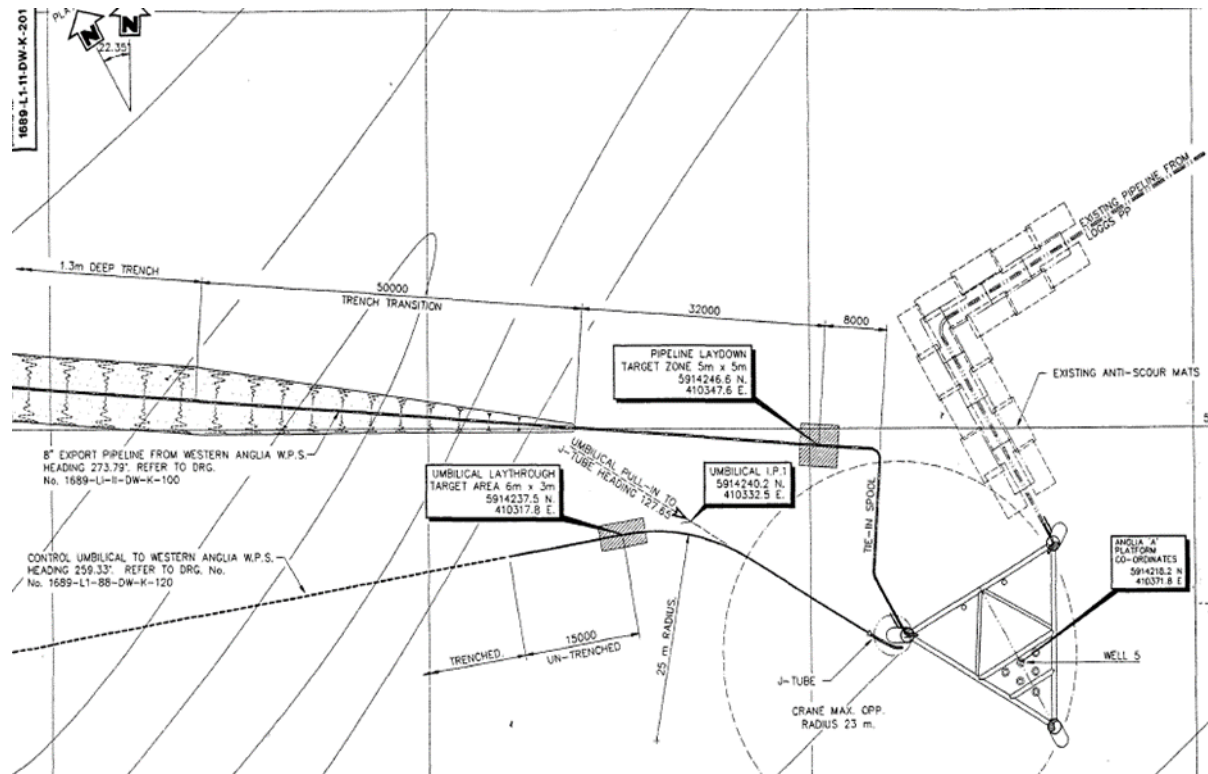 1689-L1-11-DW-K-201
N
N
22.35°
1.3m DEEP TRENCH
50000
TRENCH TRANSITION
32000
8000
EXISTING PIPELINE FROM
LOGGS PP
PIPELINE LAYDOWN
TARGET ZONE 5m x 5m
5914246.6 N.
410347.6 E.
EXISTING ANTI-SCOUR MATS
8" EXPORT PIPELINE FROM WESTERN ANGLIA W.P.S.
HEADING 273.79°. REFER TO DRG.
No. 1689-LI-II-DW-K-100
UMBILICAL PULL-IN TO
J-TUBE HEADING 127.65°
UMBILICAL LAYTHROUGH
TARGET AREA 6m x 3m
5914237.5 N.
410317.8 E.
UMBILICAL I.P.1
5914240.2 N.
410332.5 E.
TIE-IN SPOOL
ANGLIA 'A'
PLATFORM
CO-ORDINATES
5914218.2 N
410371.8 E
CONTROL UMBILICAL TO WESTERN ANGLIA W.P.S.
HEADING 259.33°. REFER TO DRG. No.
No. 1689-L1-88-DW-K-120
15000
TRENCHED
UN-TRENCHED
25 m RADIUS.
WELL 5
J-TUBE
CRANE MAX. OPP.
RADIUS 23 m.